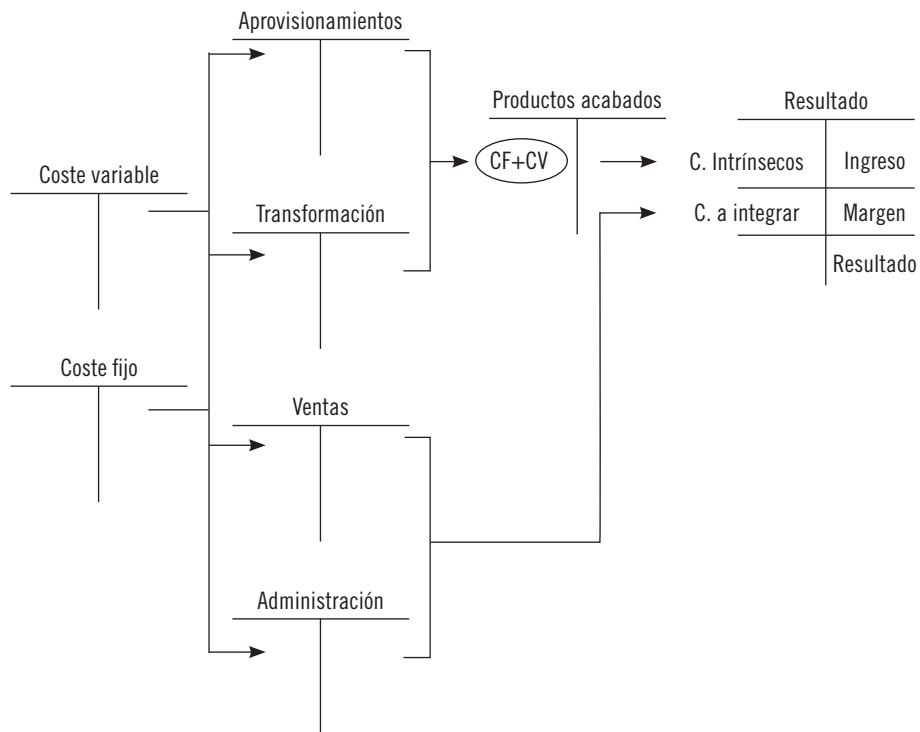 Aprovisionamientos
Productos acabados
Resultado
CF+CV
C. Intrínsecos
Ingreso
Coste variable
Transformación
C. a integrar
Margen
Resultado
Coste fijo
Ventas
Administración